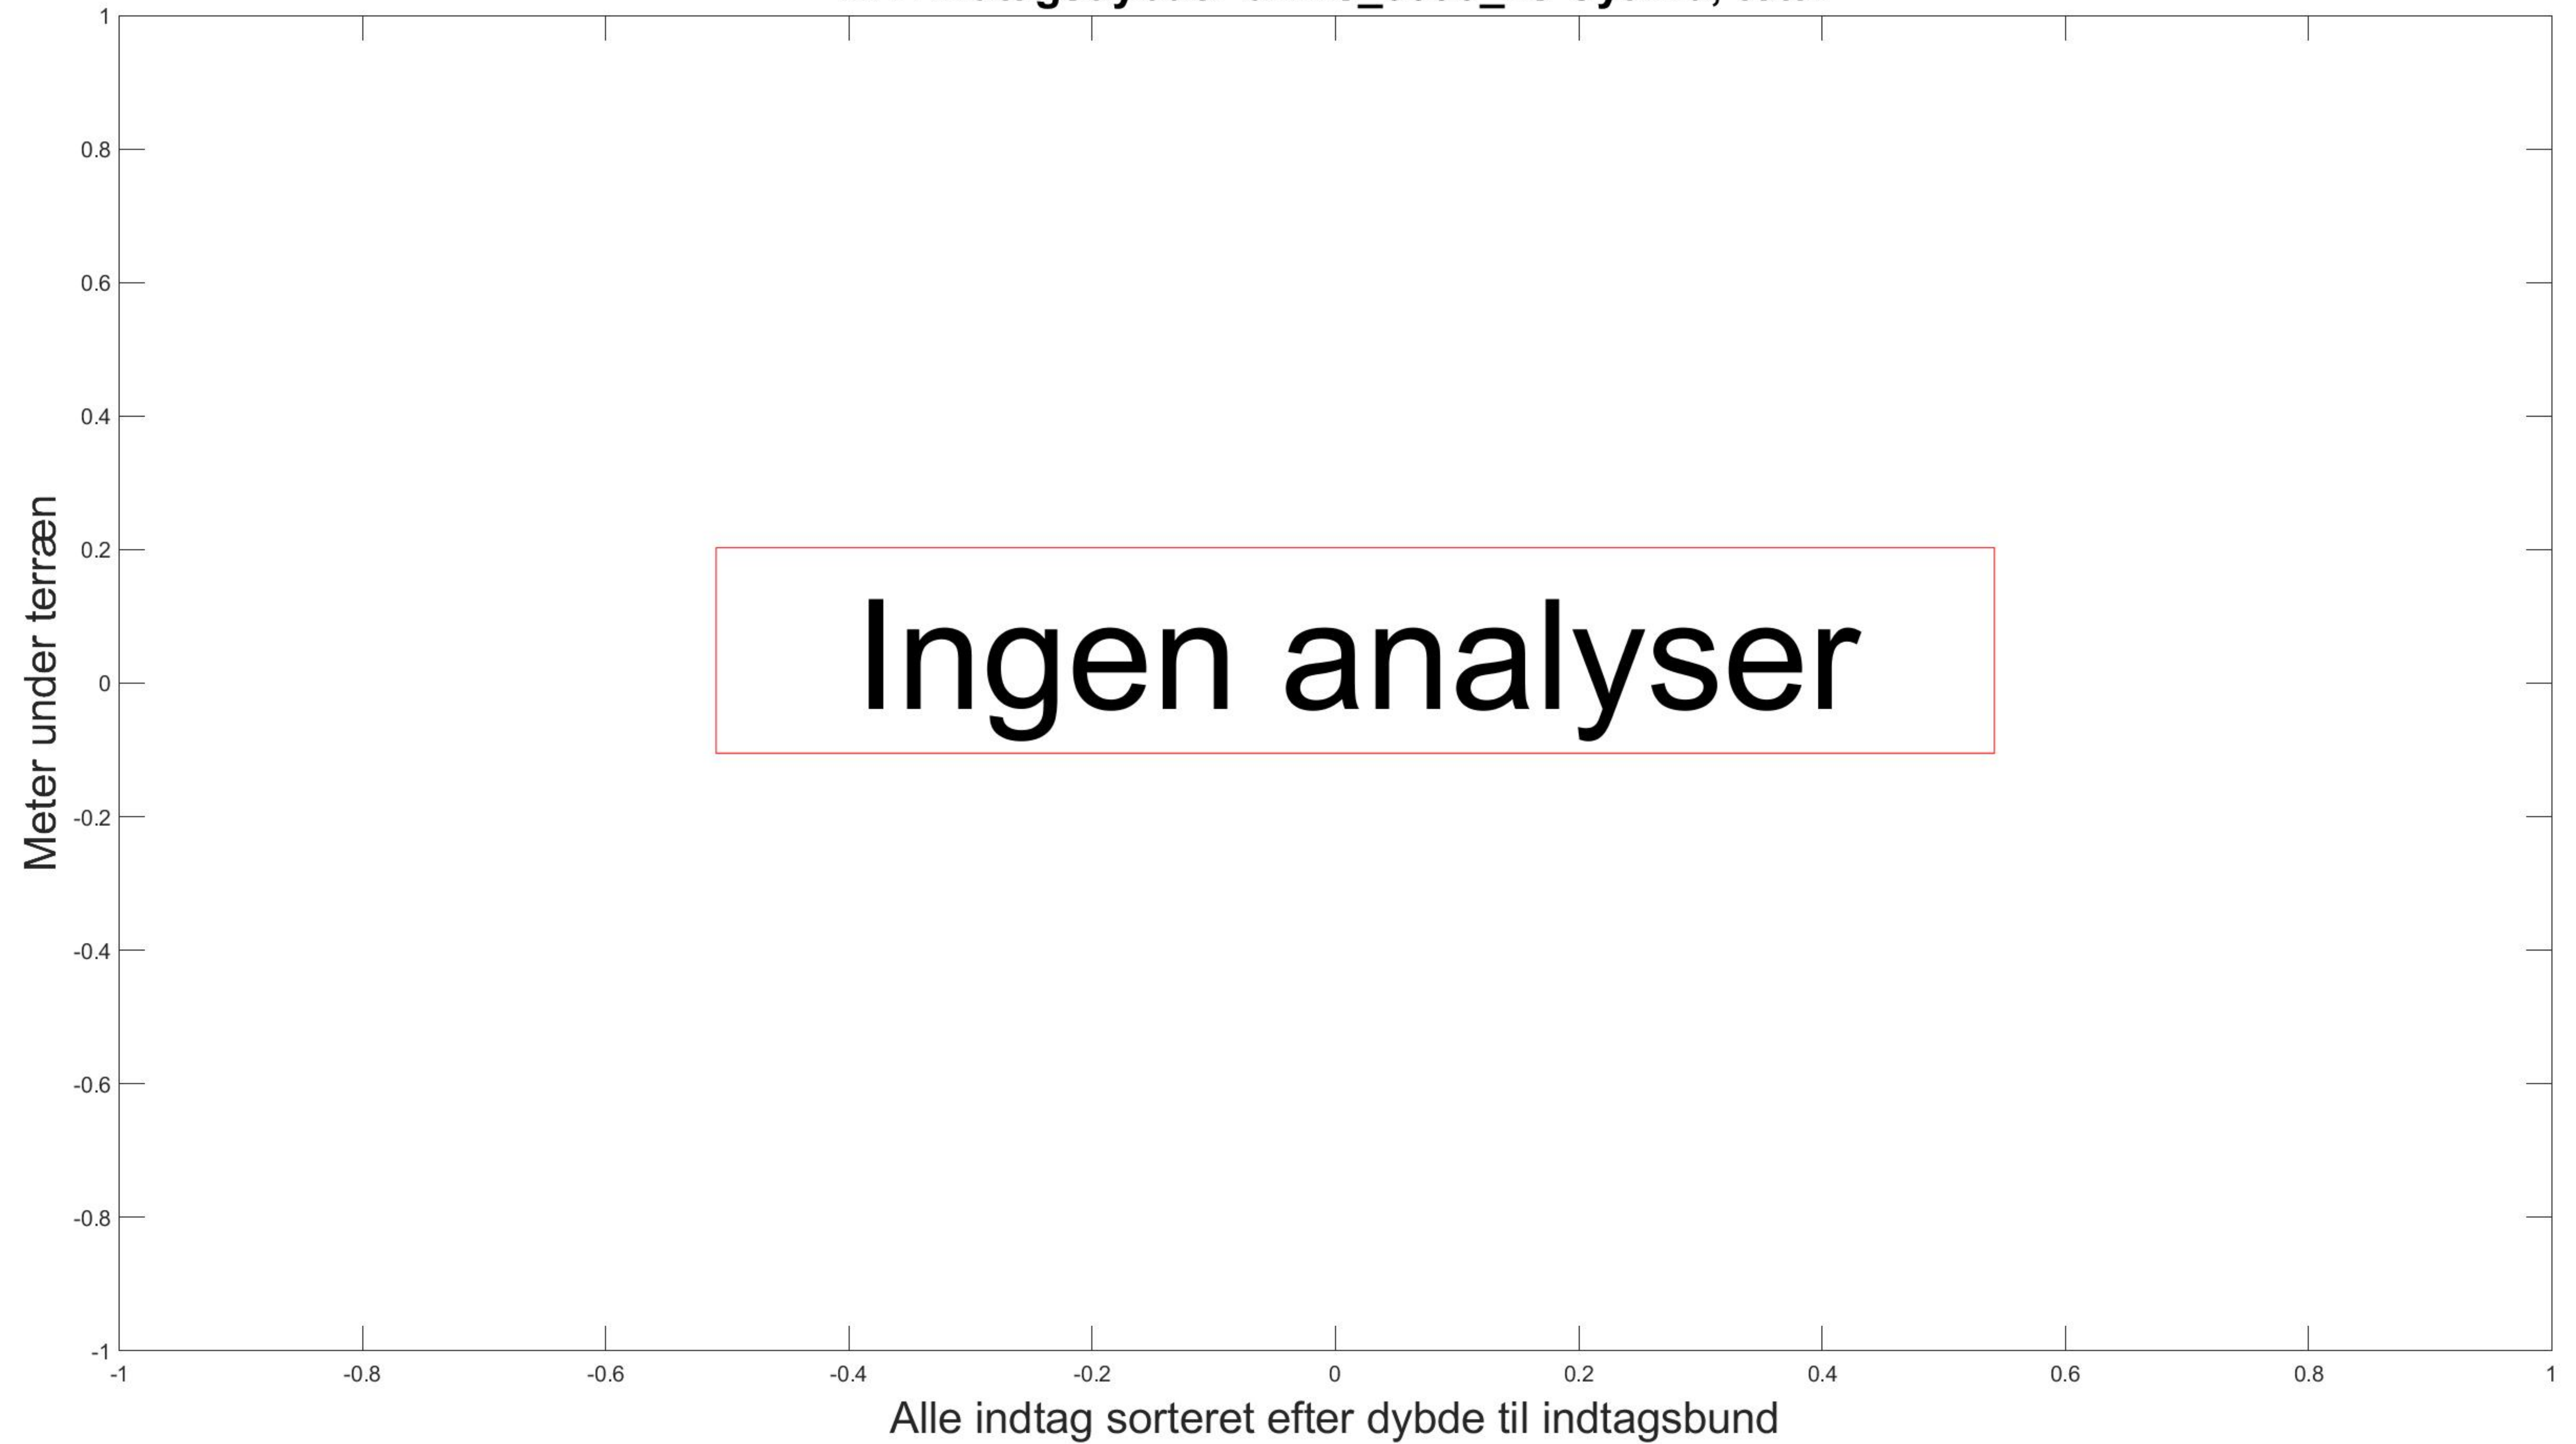 1
0.8
0.6
0.4
0.2
0
-0.2
-0.4
-0.6
-0.8
-1
Meter under terræn
Ingen analyser
-1 -0.8 -0.6 -0.4 -0.2 0 0.2 0.4 0.6 0.8 1
Alle indtag sorteret efter dybde til indtagsbund